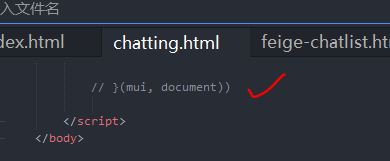 入文件名
dex.html chatting.html feige-chatlist.ht
// }(mui, document))
</script>
</body>